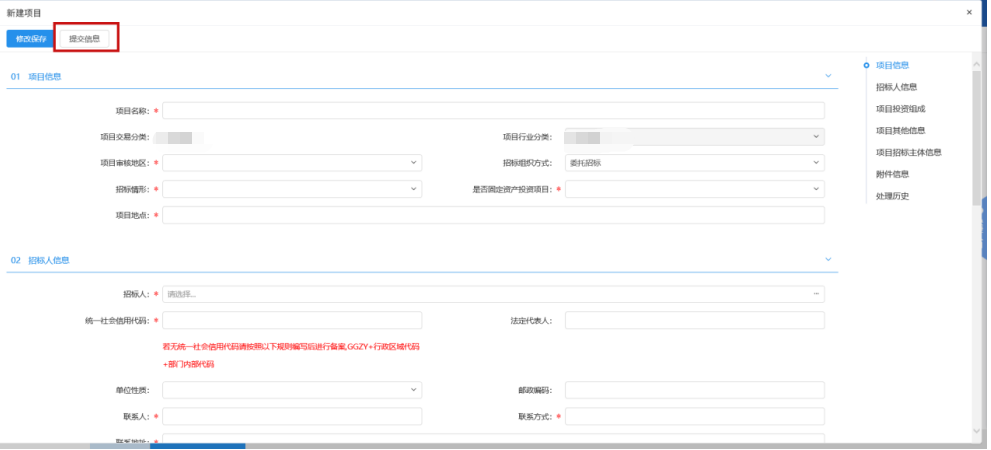 新建项目 ×
修改保存 提交信息
01 项目信息
项目名称: *
项目交易分类: 项目行业分类:
项目审核地区: * 招标组织方式: 委托招标
招标情形: * 是否固定资产投资项目: *
项目地点: *
02 招标人信息
招标人: * 请选择...
统一社会信用代码: * 法定代表人:
若无统一社会信用代码请按照以下规则编写后进行备案,GGZY+行政区域代码
+部门内部代码
单位性质: 邮政编码:
联系人: * 联系方式: *
联系地址: *
项目信息
招标人信息
项目投资组成
项目其他信息
项目招标主体信息
附件信息
处理历史